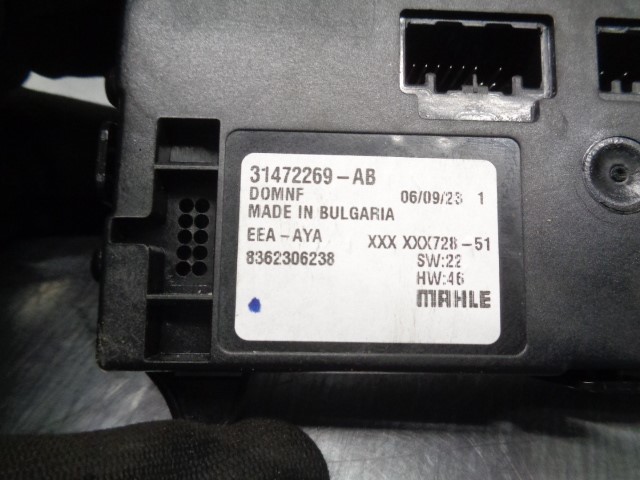 31472269-AB
DOMNF 06/09/23 1
MADE IN BULGARIA
EEA-AYA XXX XXX728-51
8362306238 SW:22
HW:46
MAHLE